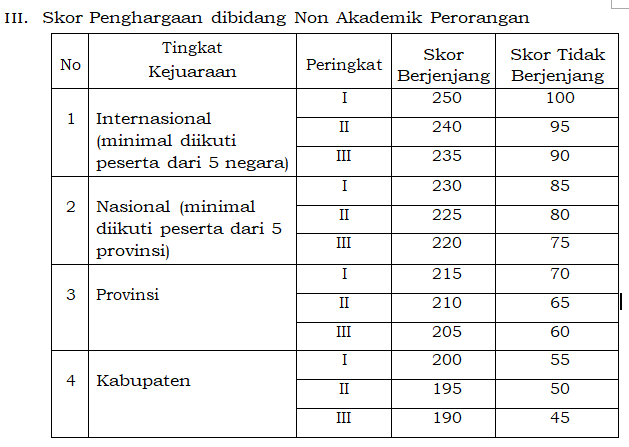 III. Skor Penghargaan dibidang Non Akademik Perorangan
No Tingkat Kejuaraan Peringkat Skor Berjenjang Skor Tidak Berjenjang
1 Internasional (minimal diikuti peserta dari 5 negara) I 250 100
II 240 95
III 235 90
2 Nasional (minimal diikuti peserta dari 5 provinsi) I 230 85
II 225 80
III 220 75
3 Provinsi I 215 70
II 210 65
III 205 60
4 Kabupaten I 200 55
II 195 50
III 190 45